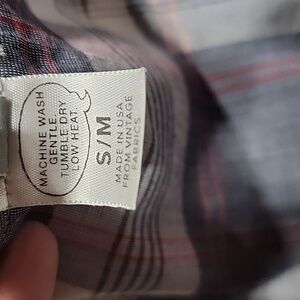 MACHINE WASH
GENTLE.
TUMBLE DRY
LOW HEAT.
S/M
MADE IN USA
FROM VINTAGE
FABRICS